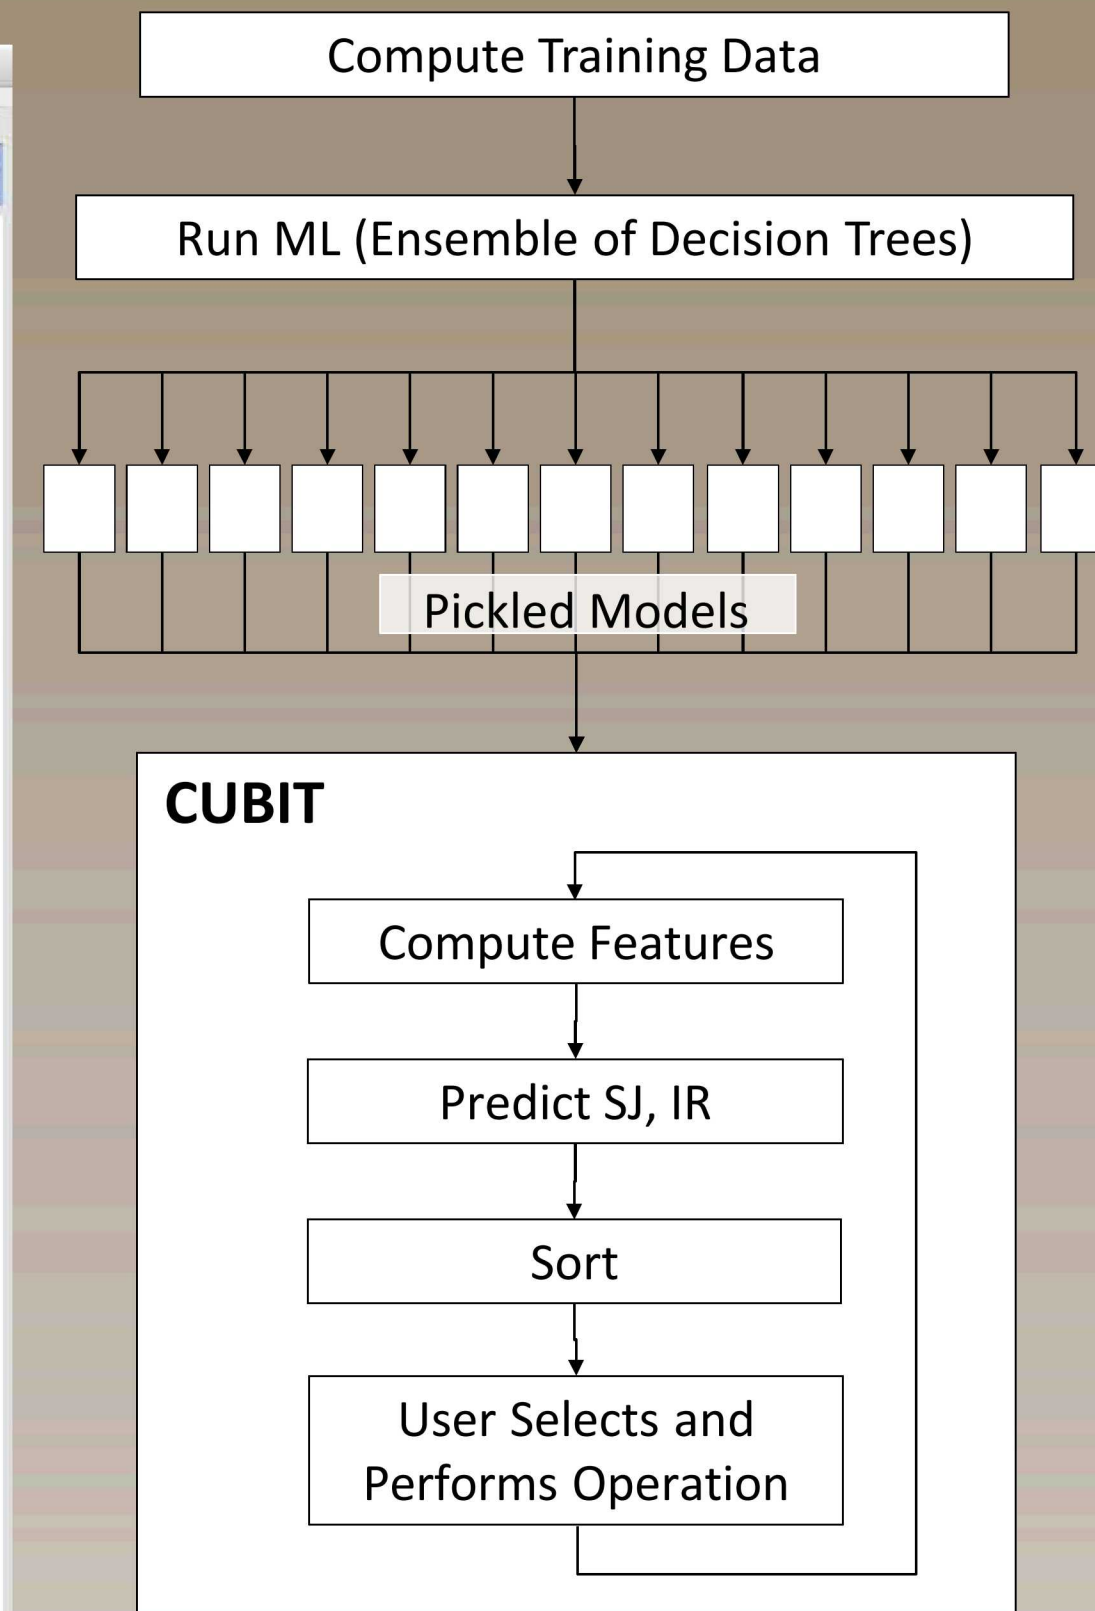 Compute Training Data
Run ML (Ensemble of Decision Trees)
Pickled Models
CUBIT
Compute Features
Predict SJ, IR
Sort
User Selects and
Performs Operation